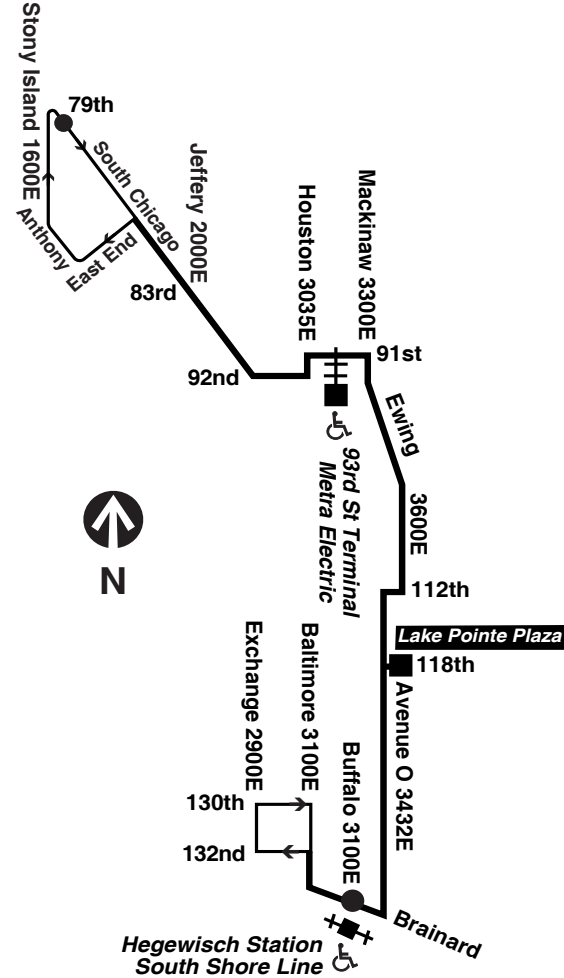 Stony Island 1600E
79th
South Chicago
Jeffery 2000E
Anthony
East End
83rd
Houston 3035E
Mackinaw 3300E
91st
92nd
Ewing
93rd St Terminal
Metra Electric
3600E
N
112th
Lake Pointe Plaza
118th
Exchange 2900E
Baltimore 3100E
Avenue O 3432E
Buffalo 3100E
130th
132nd
Brainard
Hegewisch Station
South Shore Line